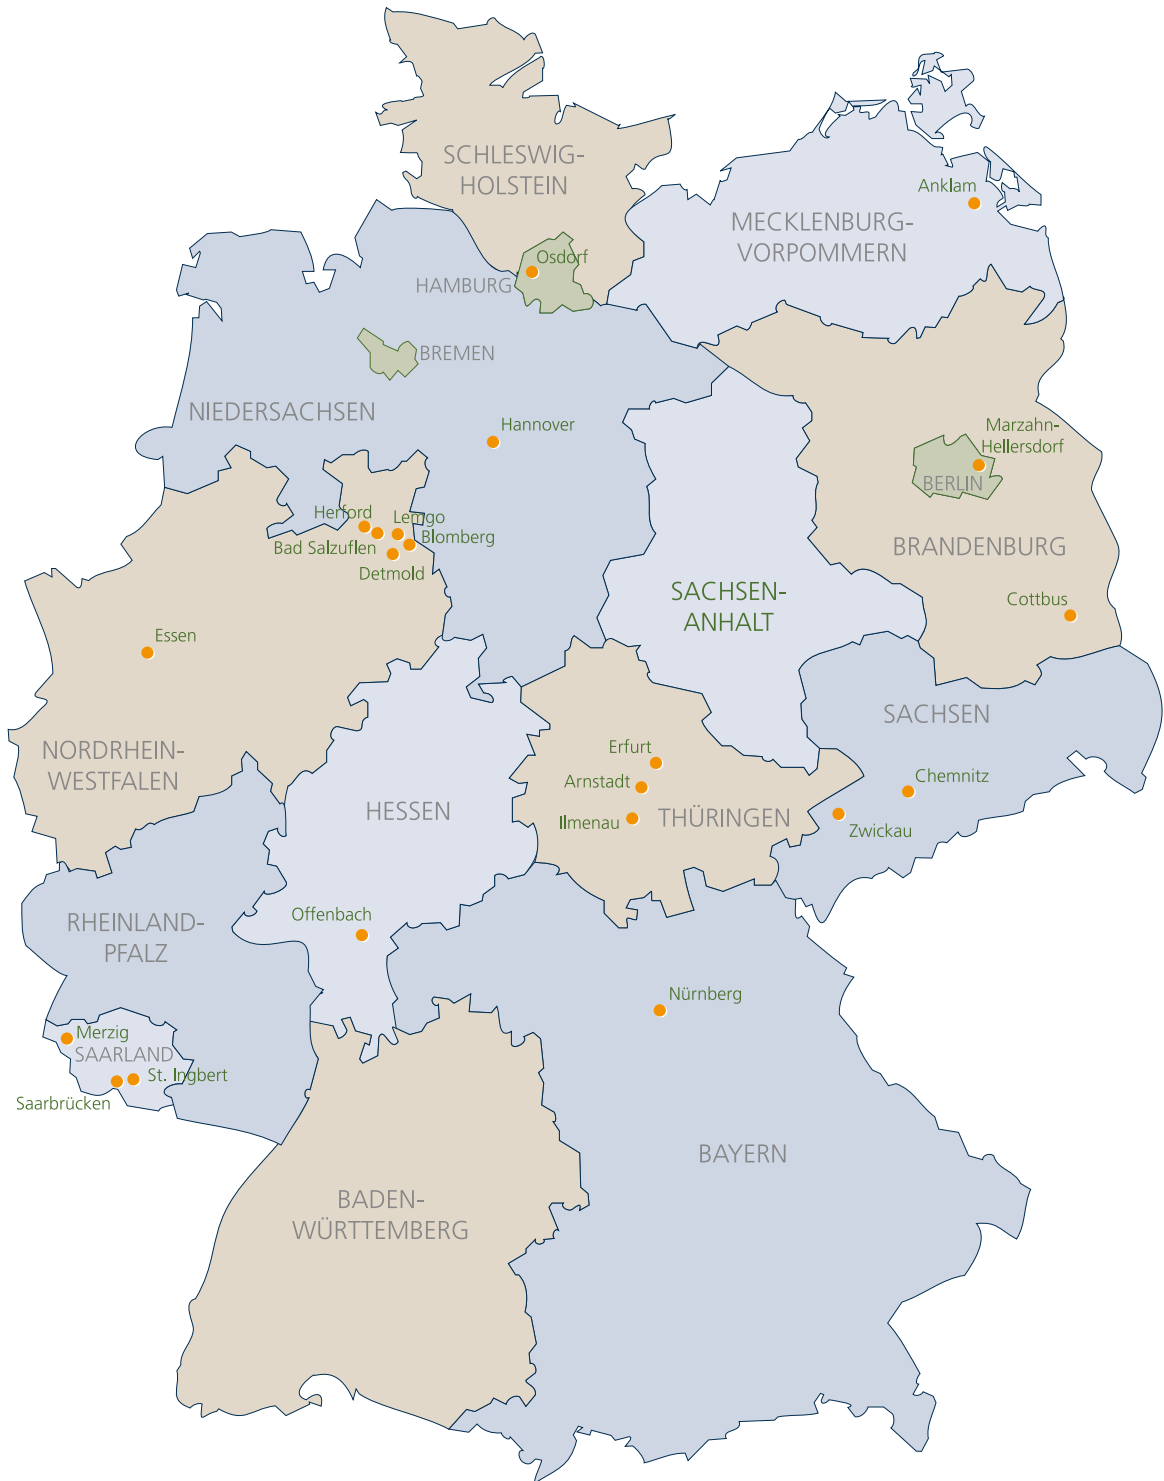 SCHLESWIG-
HOLSTEIN
Anklam
MECKLENBURG-
VORPOMMERN
Osdorf
HAMBURG
BREMEN
NIEDERSACHSEN
Hannover
Marzahn-
Hellersdorf
BERLIN
Herford
Lemgo
Blomberg
Bad Salzuflen
Detmold
BRANDENBURG
SACHSEN-
ANHALT
Cottbus
Essen
SACHSEN
NORDRHEIN-
WESTFALEN
Erfurt
Arnstadt
Chemnitz
HESSEN
Ilmenau
THÜRINGEN
Zwickau
Offenbach
RHEINLAND-
PFALZ
Nürnberg
Merzig
SAARLAND
St. Ingbert
Saarbrücken
BAYERN
BADEN-
WÜRTTEMBERG